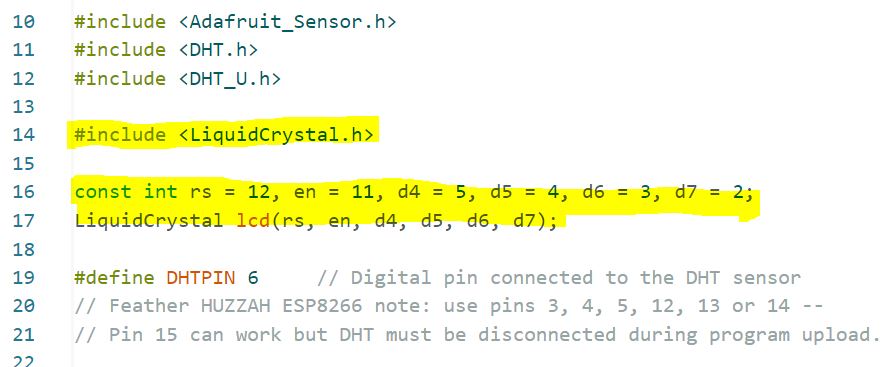 10 #include <Adafruit_Sensor.h>
11 #include <DHT.h>
12 #include <DHT_U.h>
13
14 #include <LiquidCrystal.h>
15
16 const int rs = 12, en = 11, d4 = 5, d5 = 4, d6 = 3, d7 = 2;
17 LiquidCrystal lcd(rs, en, d4, d5, d6, d7);
18
19 #define DHTPIN 6     // Digital pin connected to the DHT sensor
20 // Feather HUZZAH ESP8266 note: use pins 3, 4, 5, 12, 13 or 14 --
21 // Pin 15 can work but DHT must be disconnected during program upload.
22